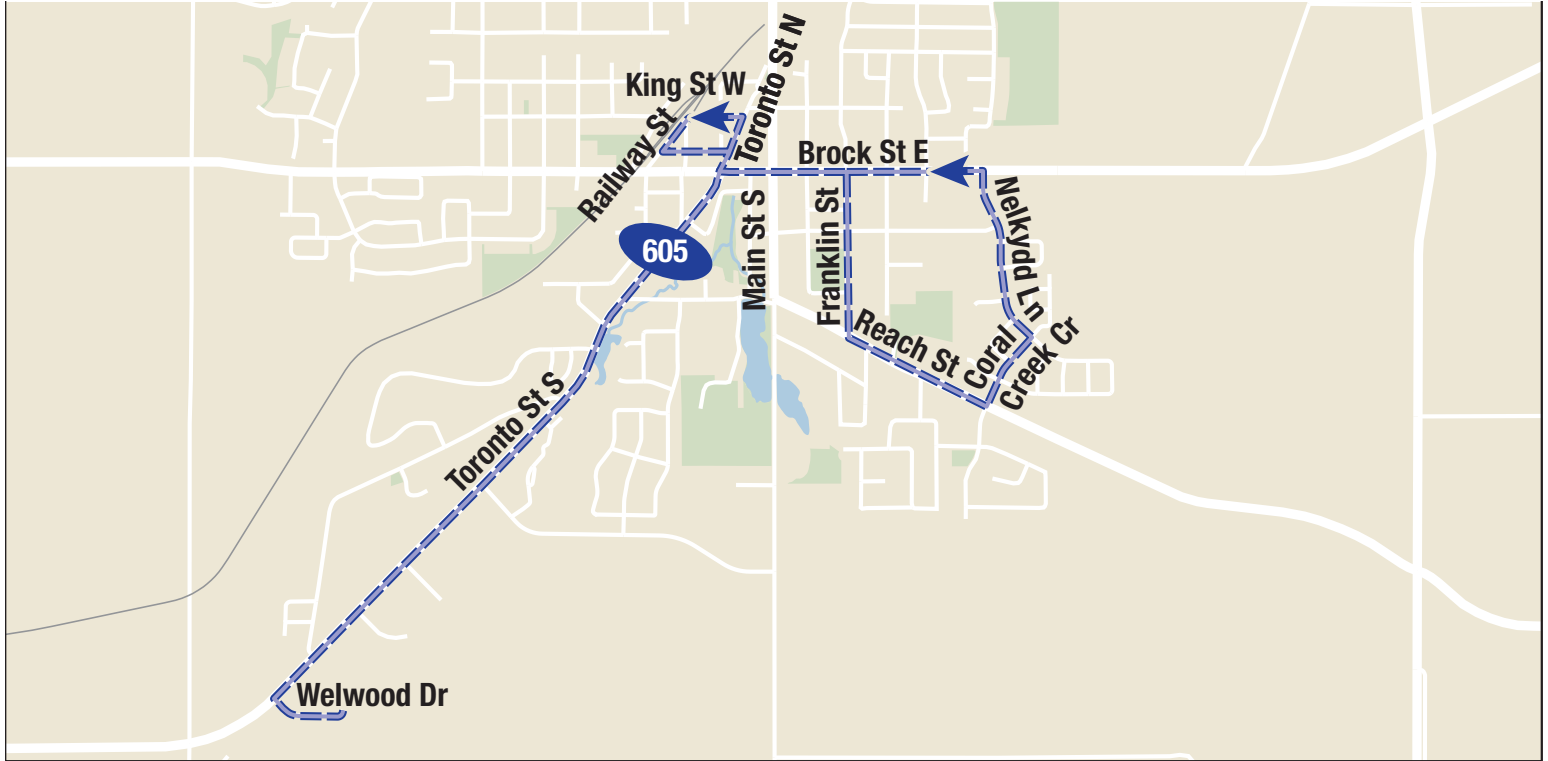 King St W
Toronto St N
Railway St
Brock St E
Nelkydd Ln
605
Main St S
Franklin St
Reach St
Coral
Creek Cr
Toronto St S
Welwood Dr